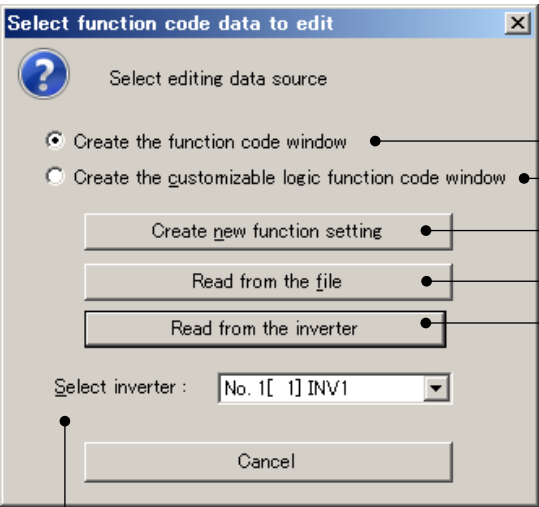 Select function code data to edit
Select editing data source
Create the function code window
Create the customizable logic function code window
Create new function setting
Read from the file
Read from the inverter
Select inverter : No. 1[ 1] INV1
Cancel